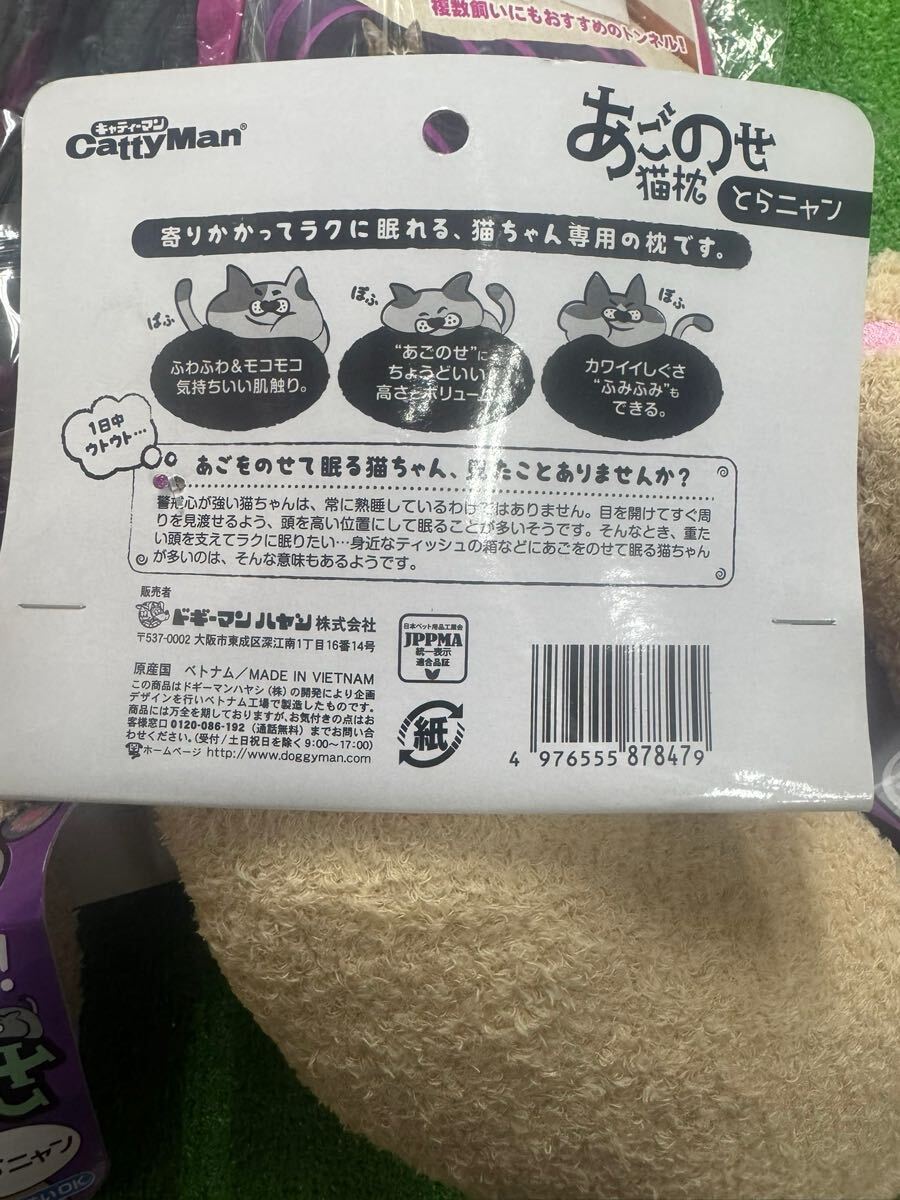 複数飼いにもおすすめのトンネル!
キャティーマン
CattyMan®
あごのせ
猫枕
とらニャン
寄りかかってラクに眠れる、猫ちゃん専用の枕です。
ぽふ
ぽふ
ぽふ
ふわふわ&モコモコ
気持ちいい肌触り。
“あごのせ”に
ちょうどいい
高さとボリューム
カワイイしぐさ
“ふみふみ”も
できる。
1日中
ウトウト…
あごをのせて眠る猫ちゃん、見たことありませんか?
警戒心が強い猫ちゃんは、常に熟睡しているわけではありません。目を開けてすぐ周
りを見渡せるよう、頭を高い位置にして眠ることが多いそうです。そんなとき、重た
い頭を支えてラクに眠りたい…身近なティッシュの箱などにあごをのせて眠る猫ちゃん
が多いのは、そんな意味もあるようです。
販売者
ドギーマン ハヤシ 株式会社
〒537-0002 大阪市東成区深江南1丁目16番14号
原産国 ベトナム/MADE IN VIETNAM
この商品はドギーマンハヤシ(株)の開発により企画
デザインを行いベトナム工場で製造したものです。
商品には万全を期しておりますが、お気付きの点はお
客様窓口0120-086-192(通話無料)までお問い合
わせください。(受付/土日祝日を除く9:00~17:00)
ホームページ http://www.doggyman.com
日本ペット用品工業会
JPPMA
統一表示
適合品証
紙
4 976555 878479
!
らニャン
いOK